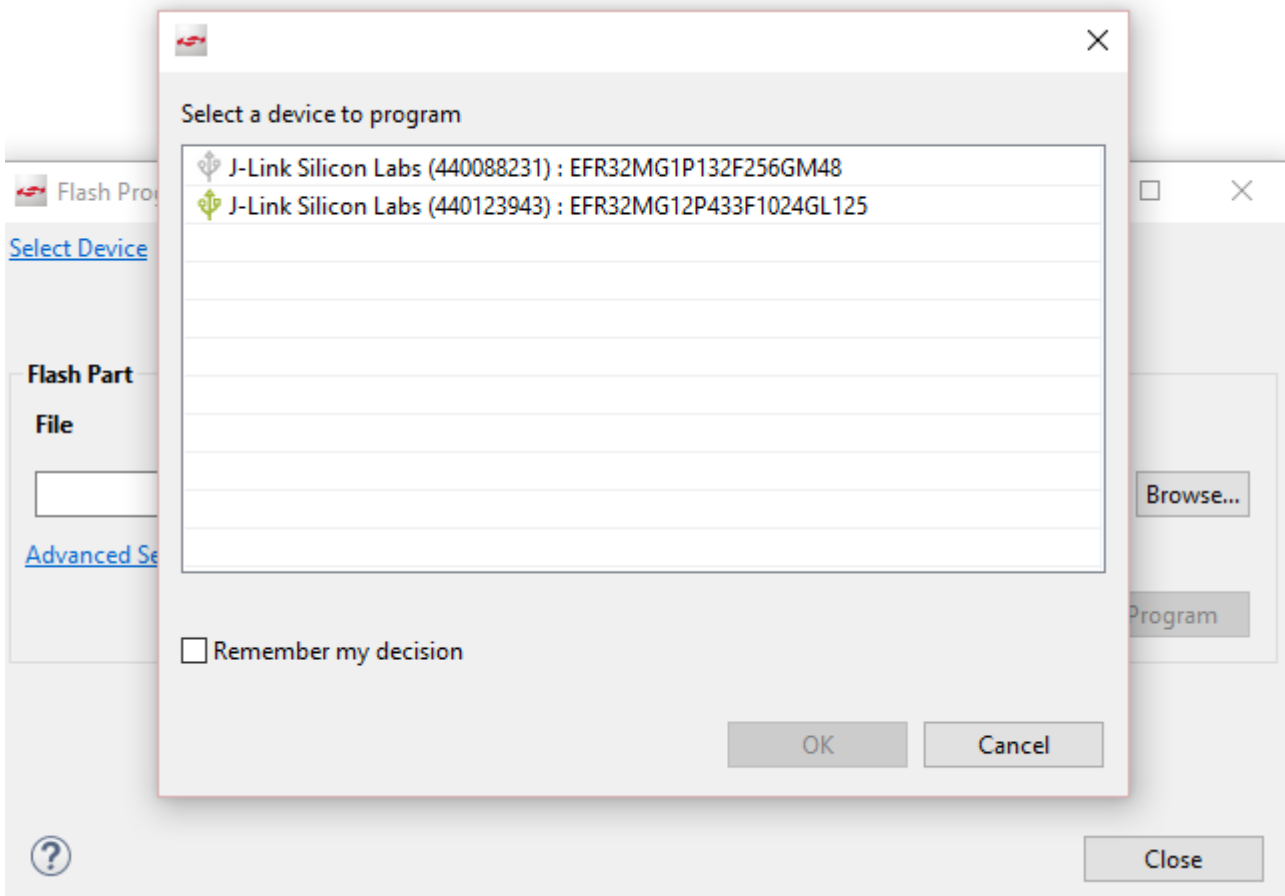 Select a device to program
J-Link Silicon Labs (440088231) : EFR32MG1P132F256GM48
J-Link Silicon Labs (440123943) : EFR32MG12P433F1024GL125
Remember my decision
OK
Cancel
Flash Pro
Select Device
Flash Part
File
Browse...
Advanced Se
Program
Close